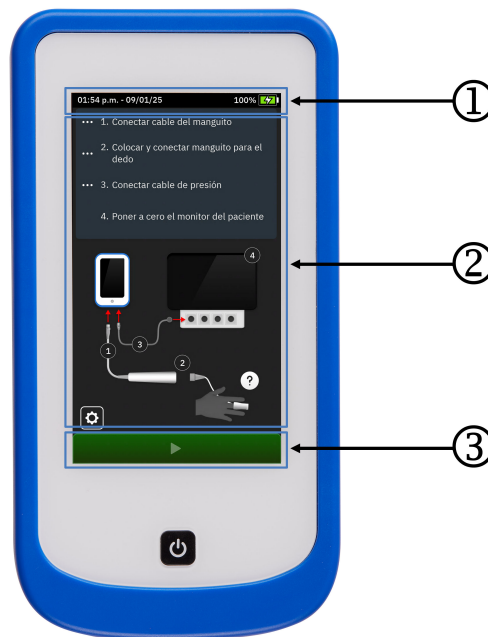 01:54 p.m. - 09/01/25 100%
... 1. Conectar cable del manguito
... 2. Colocar y conectar manguito para el
dedo
... 3. Conectar cable de presión
4. Poner a cero el monitor del paciente
4
1
3
2
?
1
2
3